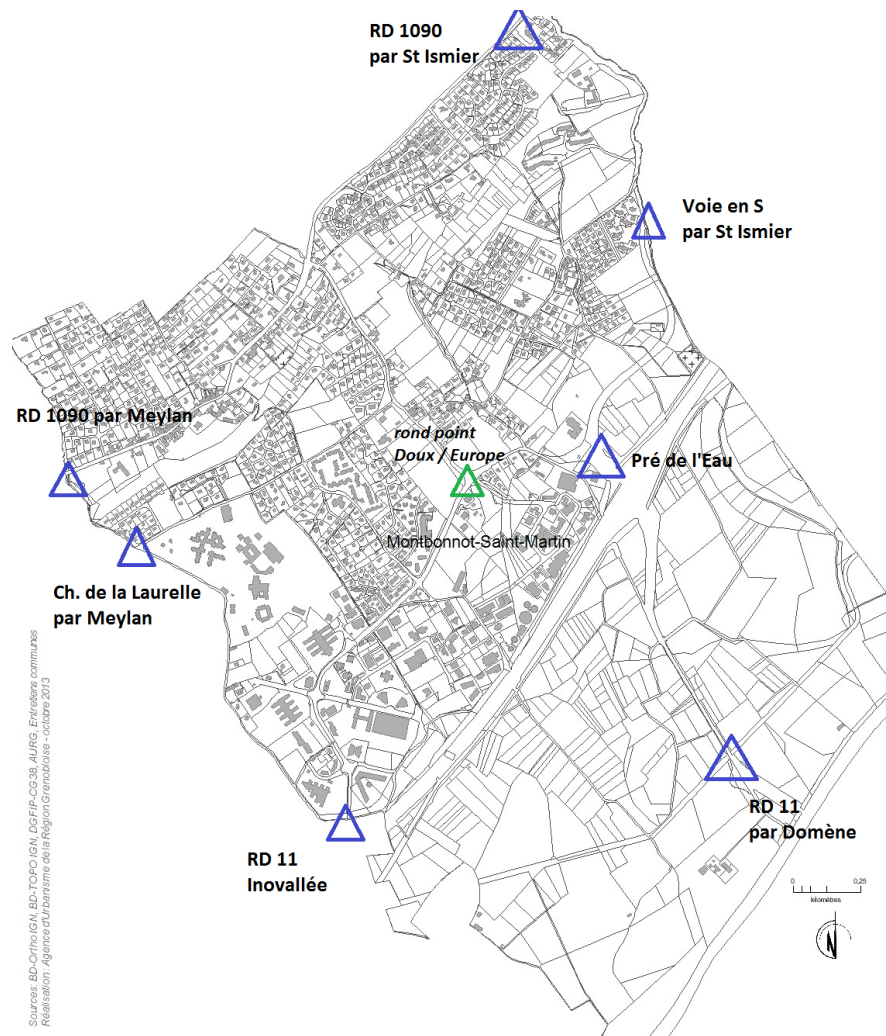 RD 1090
par St Ismier
Voie en S
par St Ismier
RD 1090 par Meylan
rond point
Doux / Europe
Pré de l'Eau
Montbonnot-Saint-Martin
Ch. de la Laurelle
par Meylan
RD 11
par Domène
RD 11
Inovallée
0 0,25
kilomètres
N
Sources: BD-Ortho IGN, BD-TOPO IGN, DGFIP-CG38, AURG, Entretiens communes
Réalisation : Agence d'Urbanisme de la Région Grenobloise - octobre 2013